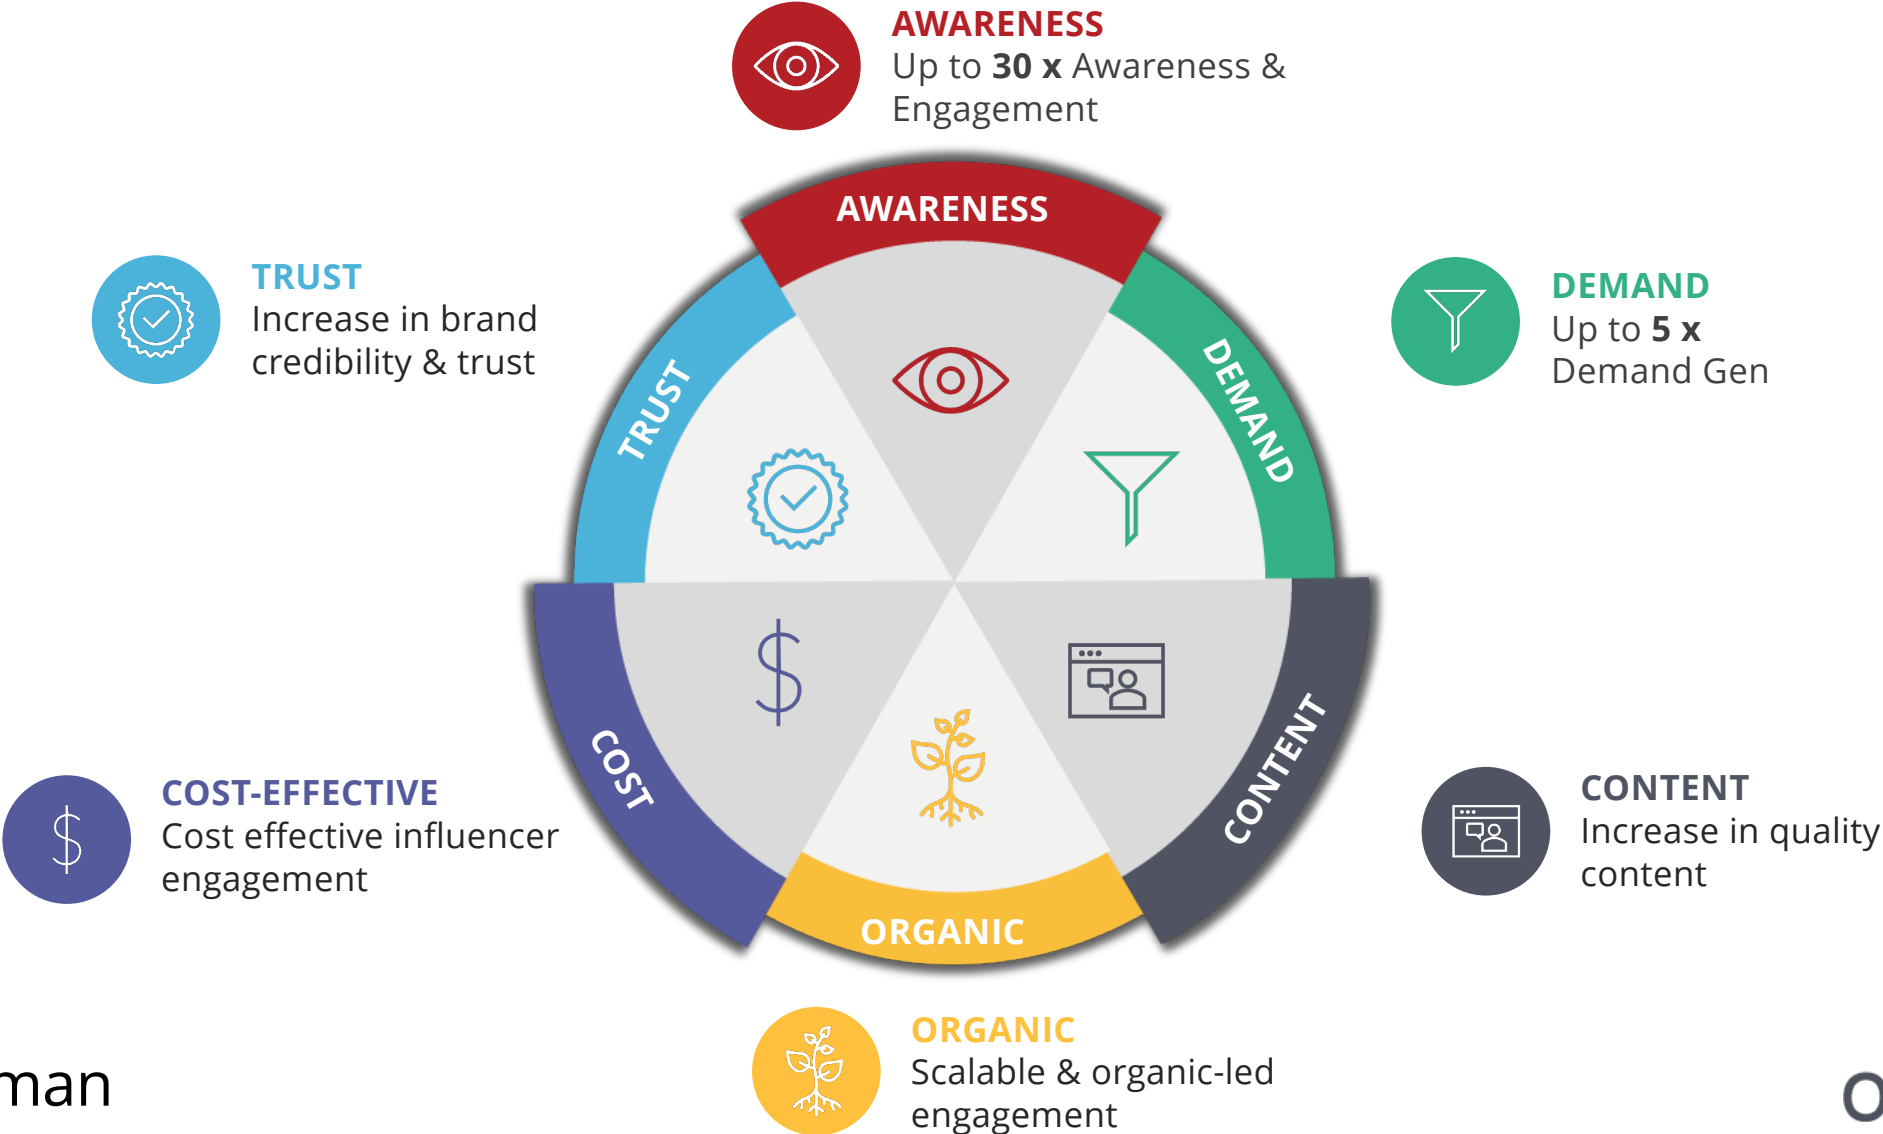 AWARENESS
Up to 30 x Awareness &
Engagement
AWARENESS
TRUST
Increase in brand
credibility & trust
DEMAND
Up to 5 x
Demand Gen
TRUST
DEMAND
COST
CONTENT
COST-EFFECTIVE
Cost effective influencer
engagement
CONTENT
Increase in quality
content
ORGANIC
ORGANIC
Scalable & organic-led
engagement
man